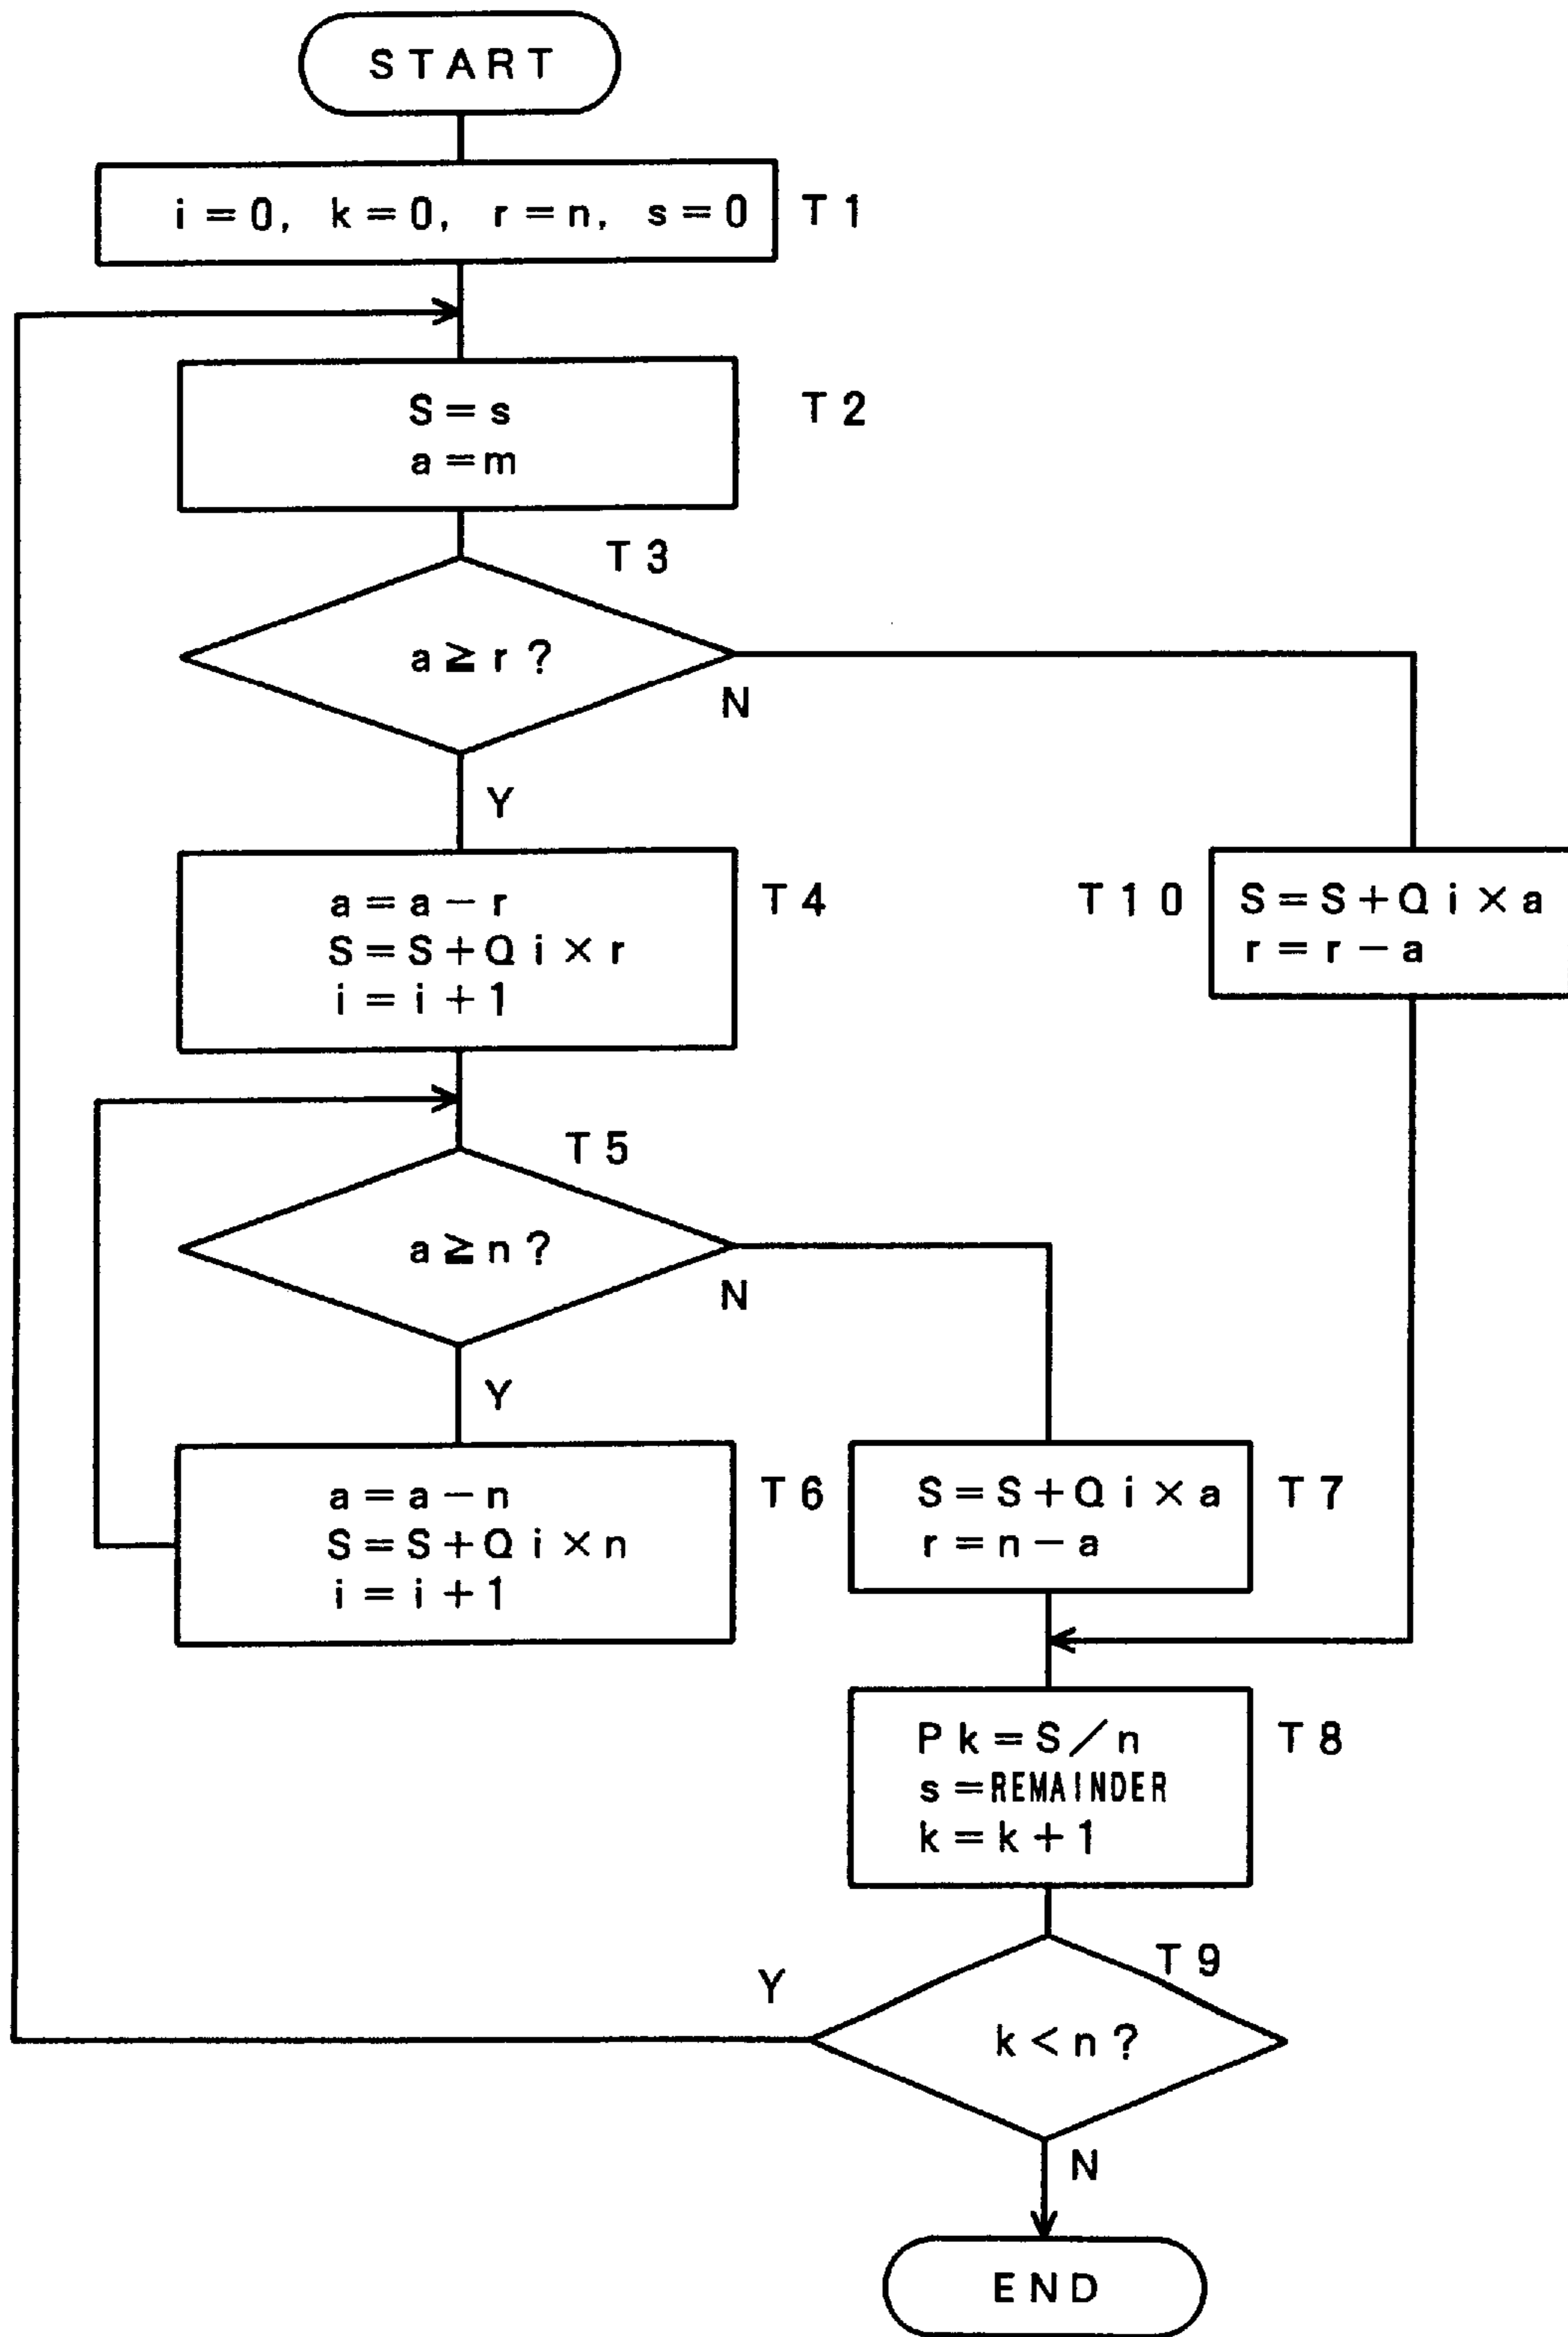 START
i=0, k=0, r=n, s=0
T1
S=s
a=m
T2
T3
a≧r?
N
Y
a=a-r
S=S+Qi×r
i=i+1
T4
T10
S=S+Qi×a
r=r-a
T5
a≧n?
N
Y
a=a-n
S=S+Qi×n
i=i+1
T6
S=S+Qi×a
r=n-a
T7
Pk=S/n
s=REMAINDER
k=k+1
T8
T9
Y
k<n?
N
END